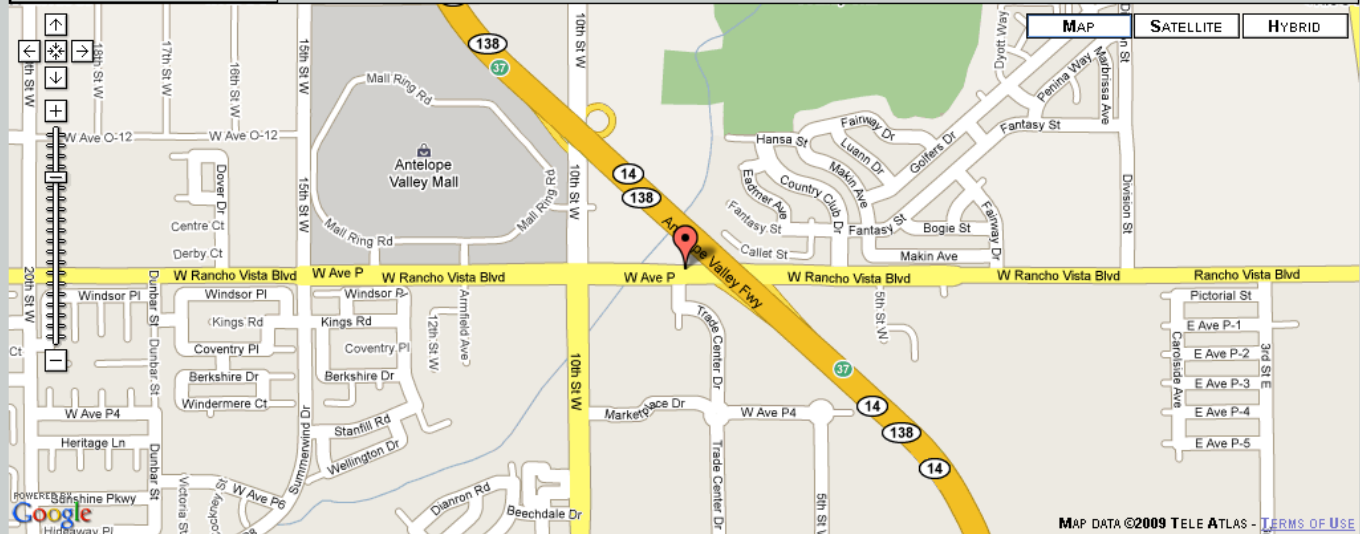 138
MAP
SATELLITE
HYBRID
10th St W
Dyott Way
138
37
Penina Way
Marbrissa Ave
18th St W
17th St W
16th St W
15th St W
Mall Ring Rd
Fairway Dr
Fantasy St
W Ave O-12
W Ave O-12
Hansa St
Luann Dr
Golfers Dr
Antelope
Valley Mall
Makin Ave
14
138
Dover Dr
15th St W
Mall Ring Rd
10th St W
Eadmer Ave
Country Club Dr
Division St
Fantasy St
Fairway Dr
Centre Ct
Mall Ring Rd
Fantasy St
Bogie St
Derby Ct
Callet St
Makin Ave
Antelope Valley Fwy
20th St W
W Rancho Vista Blvd
W Ave P
W Rancho Vista Blvd
W Ave P
W Rancho Vista Blvd
W Rancho Vista Blvd
Rancho Vista Blvd
Windsor Pl
Dunbar St
Windsor Pl
Windsor
Armfield Ave
Pictorial St
Kings Rd
Kings Rd
12th St W
Trade Center Dr
5th St W
E Ave P-1
Ct
Coventry Pl
Coventry Pl
E Ave P-2
Dunbar St
Berkshire Dr
Berkshire Dr
10th St W
37
Carolside Ave
E Ave P-3
3rd St E
Windermere Ct
14
W Ave P4
Marketplace Dr
W Ave P4
E Ave P-4
Stanfill Rd
138
Heritage Ln
Summerwind Dr
Wellington Dr
E Ave P-5
Dunbar St
Trade Center Dr
14
Victoria St
W Ave P6
Dianron Rd
5th St W
POWERED BY
Google
Sunshine Pkwy
Beechdale Dr
Hideaway Pl
MAP DATA ©2009 TELE ATLAS - TERMS OF USE